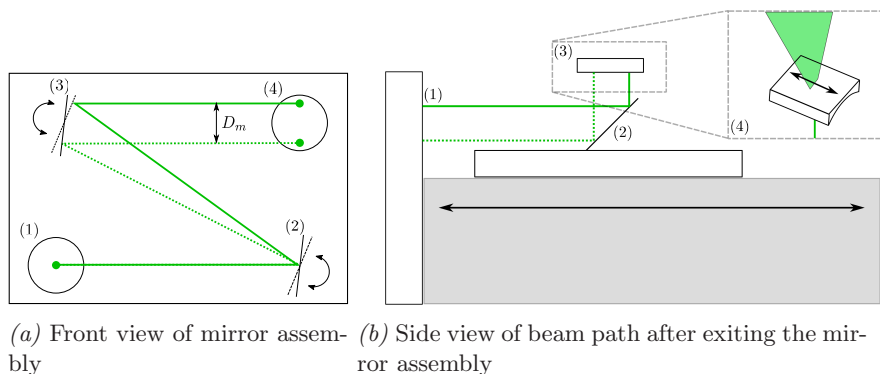 (3)
(4)
D_m
(1)
(2)
(3)
(1)
(2)
(4)
(a) Front view of mirror assem-
bly
(b) Side view of beam path after exiting the mir-
ror assembly